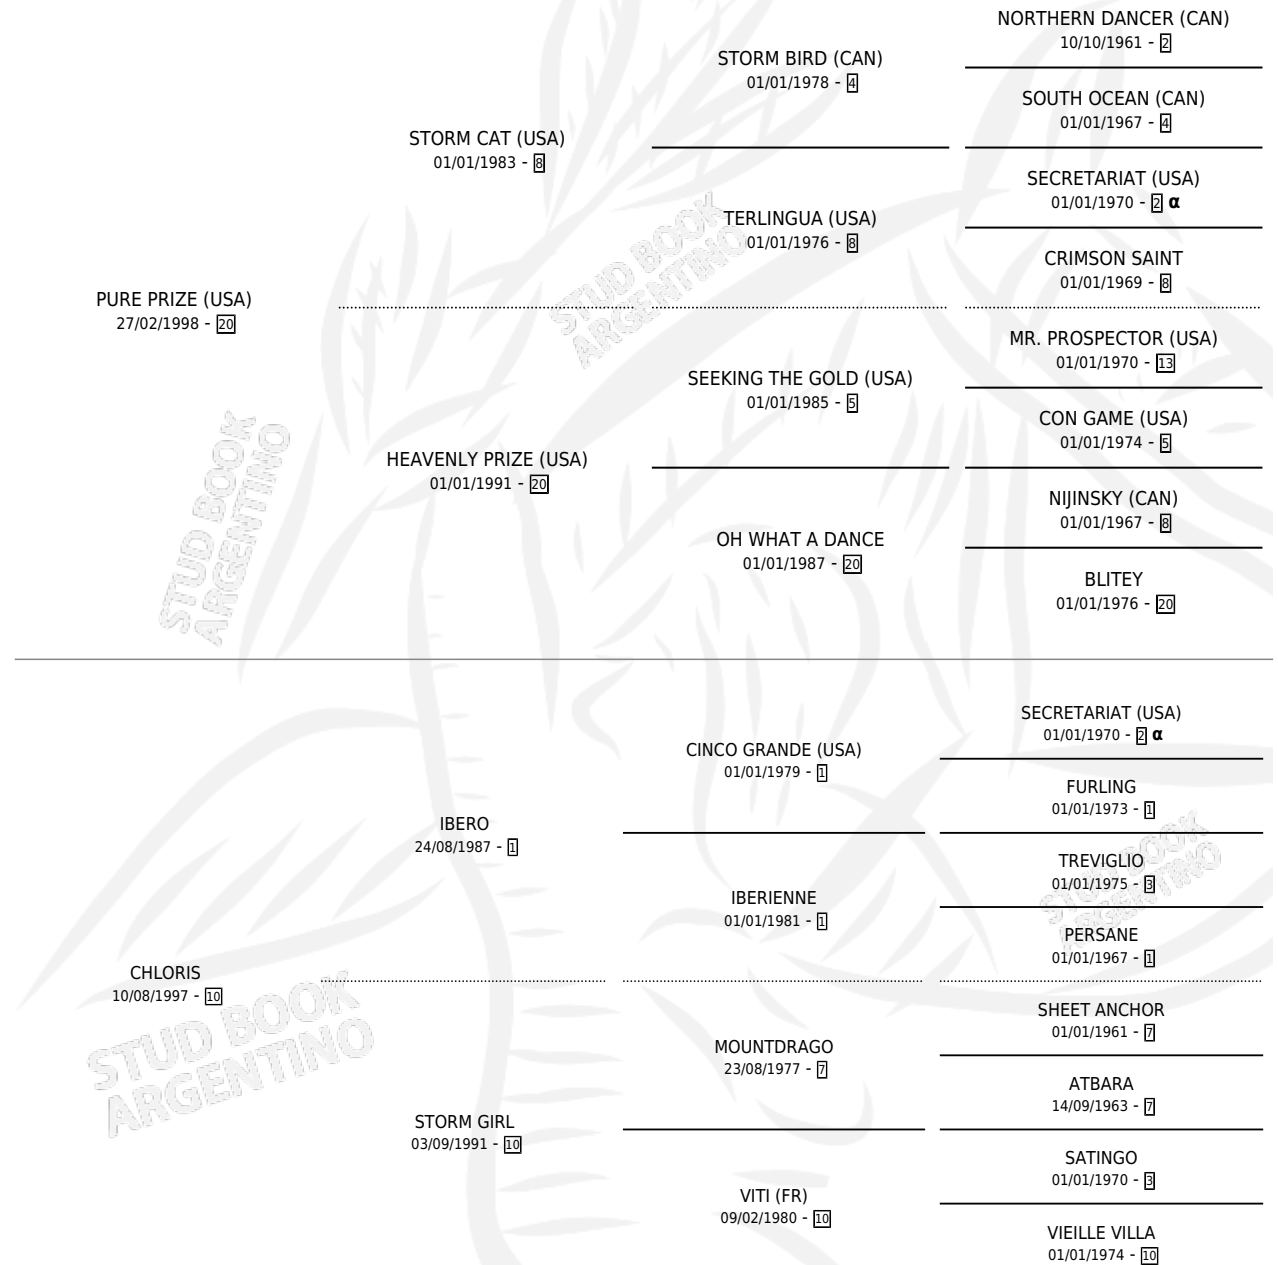 NORTHERN DANCER (CAN)
10/10/1961 - 2
STORM BIRD (CAN)
01/01/1978 - 4
SOUTH OCEAN (CAN)
01/01/1967 - 4
STORM CAT (USA)
01/01/1983 - 8
SECRETARIAT (USA)
01/01/1970 - 2 α
TERLINGUA (USA)
01/01/1976 - 8
CRIMSON SAINT
01/01/1969 - 8
PURE PRIZE (USA)
27/02/1998 - 20
MR. PROSPECTOR (USA)
01/01/1970 - 13
SEEKING THE GOLD (USA)
01/01/1985 - 5
CON GAME (USA)
01/01/1974 - 5
HEAVENLY PRIZE (USA)
01/01/1991 - 20
NIJINSKY (CAN)
01/01/1967 - 8
OH WHAT A DANCE
01/01/1987 - 20
BLITEY
01/01/1976 - 20
SECRETARIAT (USA)
01/01/1970 - 2 α
CINCO GRANDE (USA)
01/01/1979 - 1
FURLING
01/01/1973 - 1
IBERO
24/08/1987 - 1
TREVIGLIO
01/01/1975 - 3
IBERIENNE
01/01/1981 - 1
PERSANE
01/01/1967 - 1
CHLORIS
10/08/1997 - 10
SHEET ANCHOR
01/01/1961 - 7
MOUNTDRAGO
23/08/1977 - 7
ATBARA
14/09/1963 - 7
STORM GIRL
03/09/1991 - 10
SATINGO
01/01/1970 - 3
VITI (FR)
09/02/1980 - 10
VIEILLE VILLA
01/01/1974 - 10
STUD BOOK
ARGENTINO
STUD BOOK
ARGENTINO
STUD BOOK
ARGENTINO
STUD BOOK
ARGENTINO